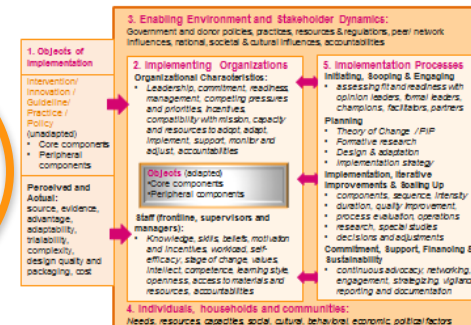 3. Enabling Environment and Stakeholder Dynamics:
Government and donor policies, practices, resources & regulations, peer/ network
influences, national, societal & cultural influences, accountabilities
1. Objects of
Implementation
Intervention/
Innovation /
Guideline/
Practice /
Policy
(unadapted)
• Core components
• Peripheral
components
Perceived and
Actual:
source, evidence,
advantage,
adaptability,
trialability,
complexity,
design quality and
packaging, cost
2. Implementing Organizations
Organizational Characteristics:
• Leadership, commitment, readiness,
management, competing pressures
and priorities, incentives,
compatibility with mission, capacity
and resources to adopt, adapt,
implement, support, monitor and
adjust, accountabilities
Objects (adapted)
•Core components
•Peripheral components
Staff (frontline, supervisors and
managers):
• Knowledge, skills, beliefs, motivation
and incentives, workload, self-
efficacy, stage of change, values,
intellect, competence, learning style,
openness, access to materials and
resources, accountabilities
5. Implementation Processes
Initiating, Scoping & Engaging
• assessing fit and readiness with
opinion leaders, formal leaders,
champions, facilitators, partners
Planning
• Theory of Change / PIP
• Formative research
• Design & adaptation
• Implementation strategy
Implementation, Iterative
Improvements & Scaling Up
• components, sequence, intensity
• duration, quality improvement,
• process evaluation, operations
• research, special studies
• decisions and adjustments
Commitment, Support, Financing &
Sustainability
• continuous advocacy, networking,
engagement, strategizing, vigilance,
reporting and documentation
4. Individuals, households and communities:
Needs, resources, capacities, social, cultural, behavioral, economic, political factors